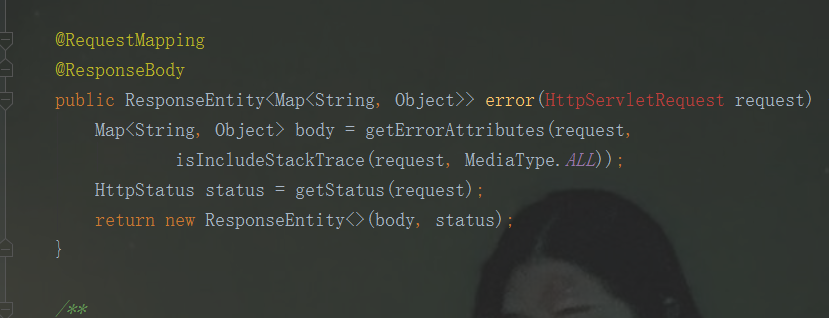 @RequestMapping
@ResponseBody
public ResponseEntity<Map<String, Object>> error(HttpServletRequest request)
Map<String, Object> body = getErrorAttributes(request,
isIncludeStackTrace(request, MediaType.ALL));
HttpStatus status = getStatus(request);
return new ResponseEntity<>(body, status);
}
/**